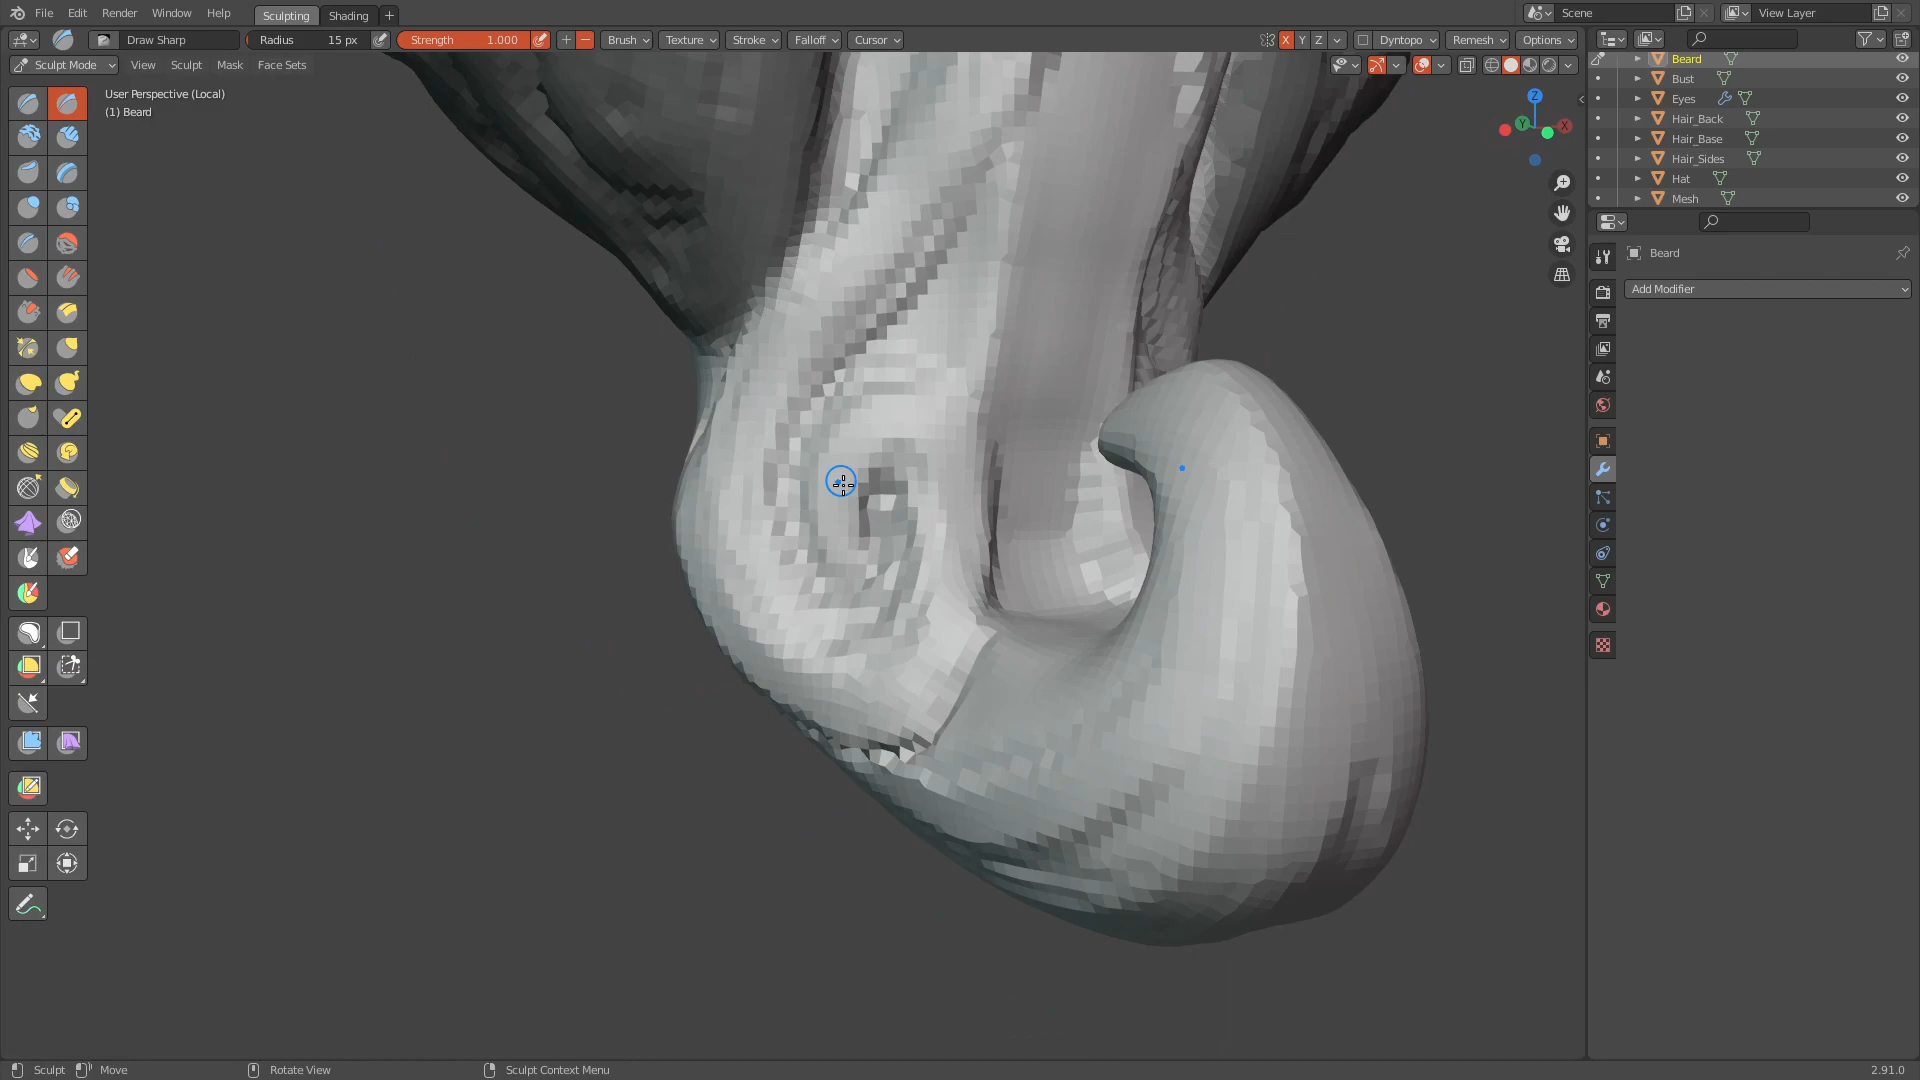 File Edit Render Window Help Sculpting Shading + Scene View Layer
Draw Sharp Radius 15 px Strength 1.000 + − Brush Texture Stroke Falloff Cursor X Y Z Dyntopo Remesh Options
Sculpt Mode View Sculpt Mask Face Sets
User Perspective (Local)
(1) Beard
Z
Y X
Beard
Bust
Eyes
Hair_Back
Hair_Base
Hair_Sides
Hat
Mesh
Beard
Add Modifier
Sculpt Move Rotate View Sculpt Context Menu 2.91.0